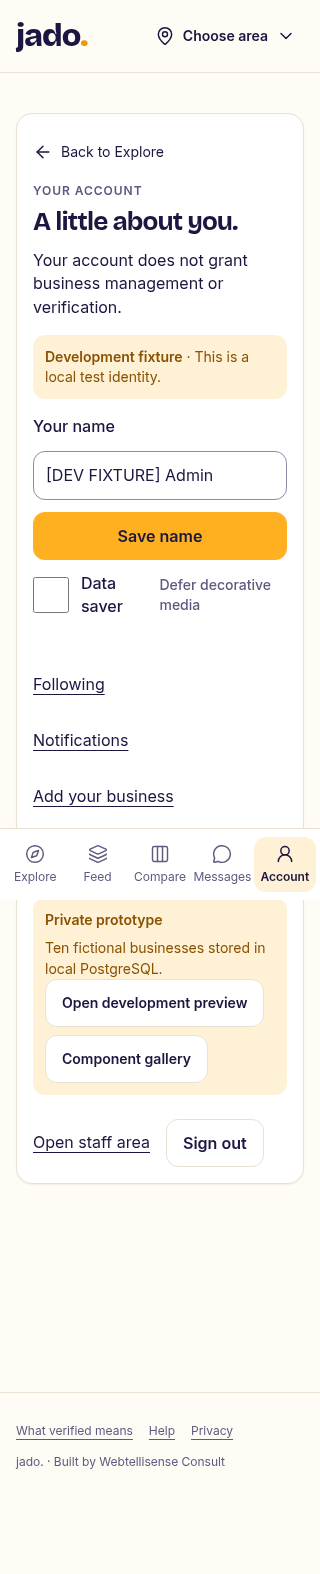 jado.
Choose area
Back to Explore
YOUR ACCOUNT
A little about you.
Your account does not grant
business management or
verification.
Development fixture · This is a
local test identity.
Your name
[DEV FIXTURE] Admin
Save name
Data
saver
Defer decorative
media
Following
Notifications
Add your business
Explore
Feed
Compare
Messages
Account
Private prototype
Ten fictional businesses stored in
local PostgreSQL.
Open development preview
Component gallery
Open staff area
Sign out
What verified means
Help
Privacy
jado. · Built by Webtellisense Consult